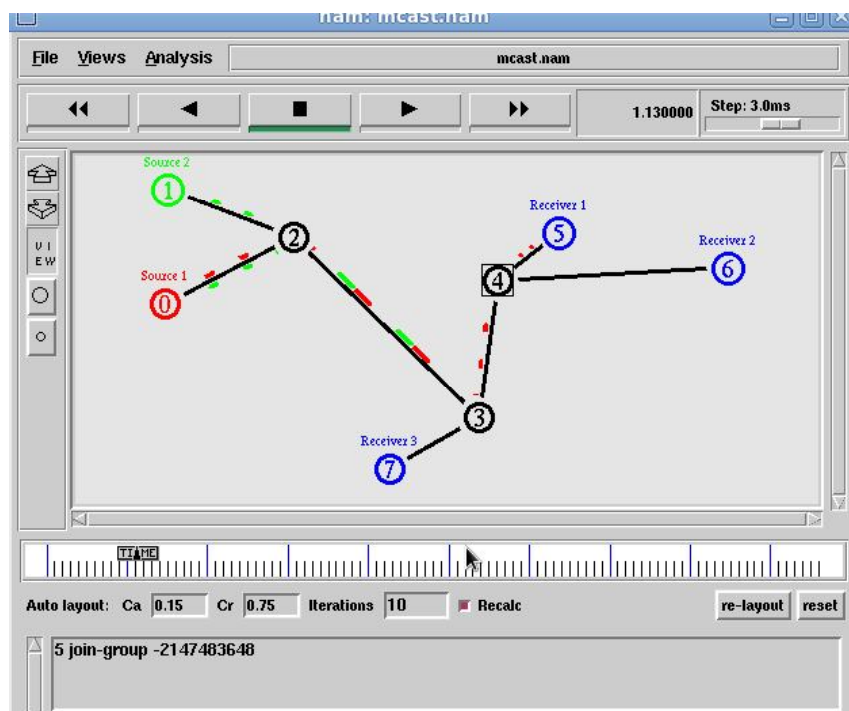 nam: mcast.nam
File Views Analysis mcast.nam
1.130000 Step: 3.0ms
VIEW
Source 2
1
2
Receiver 1
5
Receiver 2
6
Source 1
0
4
3
Receiver 3
7
TIME
Auto layout: Ca 0.15 Cr 0.75 Iterations 10 Recalc re-layout reset
5 join-group -2147483648